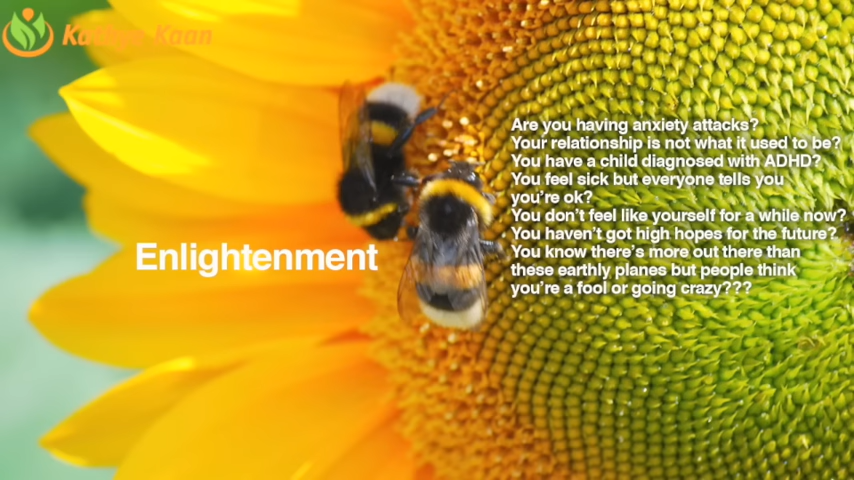 Kaan
Enlightenment
Are you having anxiety attacks?
Your relationship is not what it used to be?
You have a child diagnosed with ADHD?
You feel sick but everyone tells you
you're ok?
You don't feel like yourself for a while now?
You haven't got high hopes for the future?
You know there's more out there than
these earthly planes but people think
you're a fool or going crazy???